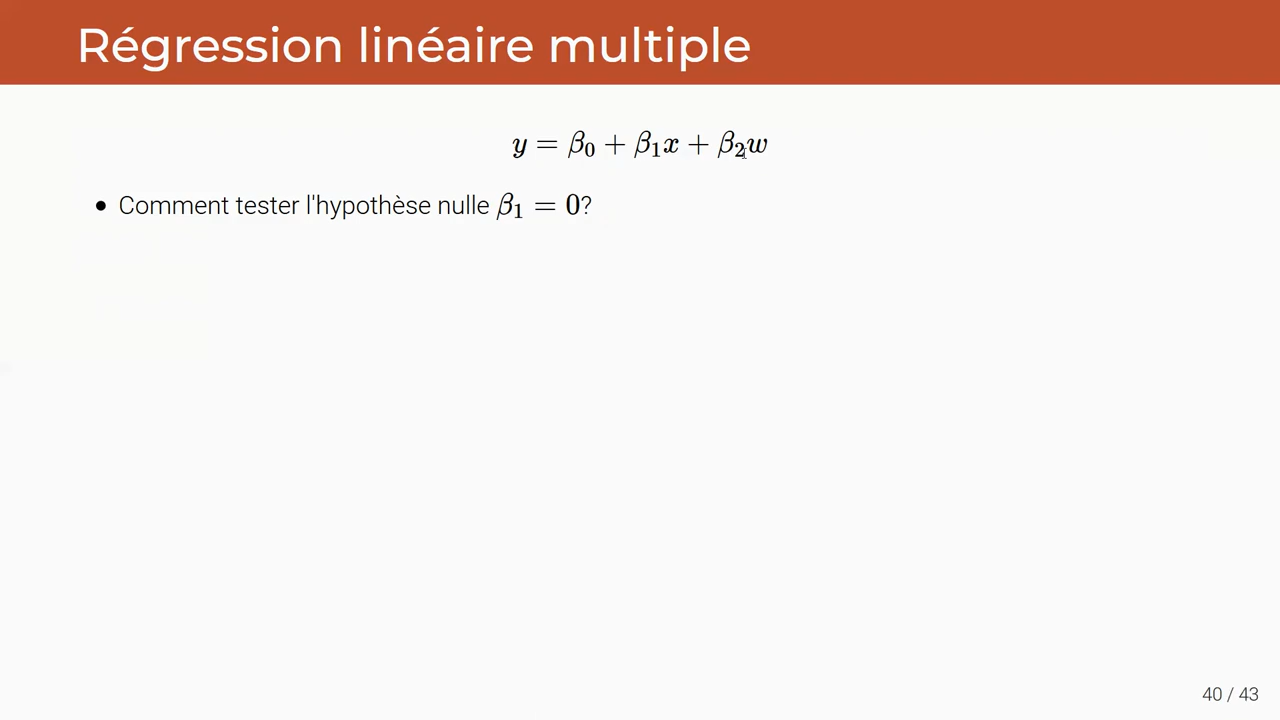 Régression linéaire multiple
y = β₀ + β₁x + β₂w
• Comment tester l'hypothèse nulle β₁ = 0?
40 / 43